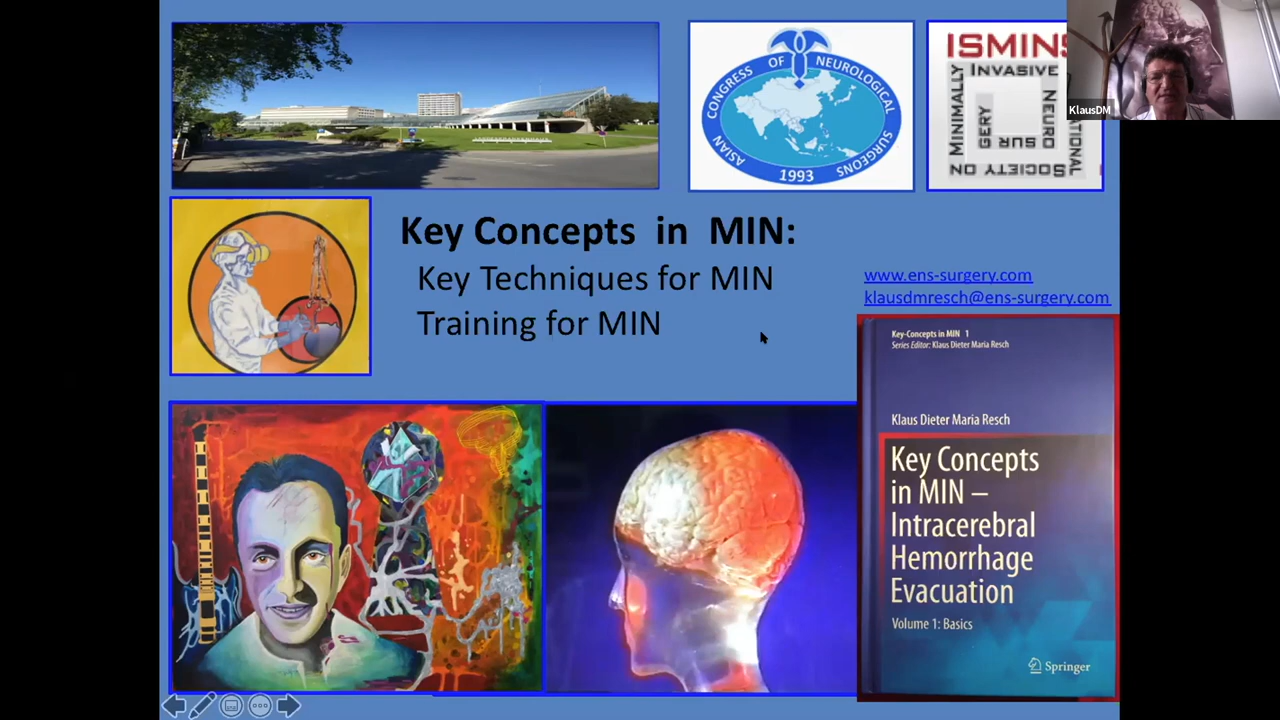 CONGRESS OF NEUROLOGICAL
ASIAN SURGEONS
1993
ISMINS
MINIMALLY
INVASIVE
NEURO
SUR
GERY
SOCIETY ON
KlausDM
Key Concepts in MIN:
Key Techniques for MIN
Training for MIN
www.ens-surgery.com
klausdmresch@ens-surgery.com
Key-Concepts in MIN 1
Series Editor: Klaus Dieter Maria Resch
Klaus Dieter Maria Resch
Key Concepts
in MIN –
Intracerebral
Hemorrhage
Evacuation
Volume 1: Basics
Springer